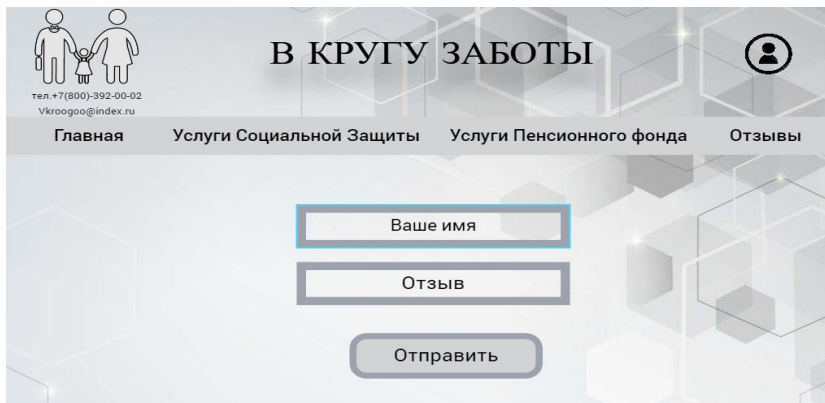 В КРУГУ ЗАБОТЫ
тел.+7(800)-392-00-02
Vkroogoo@index.ru
Главная Услуги Социальной Защиты Услуги Пенсионного фонда Отзывы
Ваше имя
Отзыв
Отправить